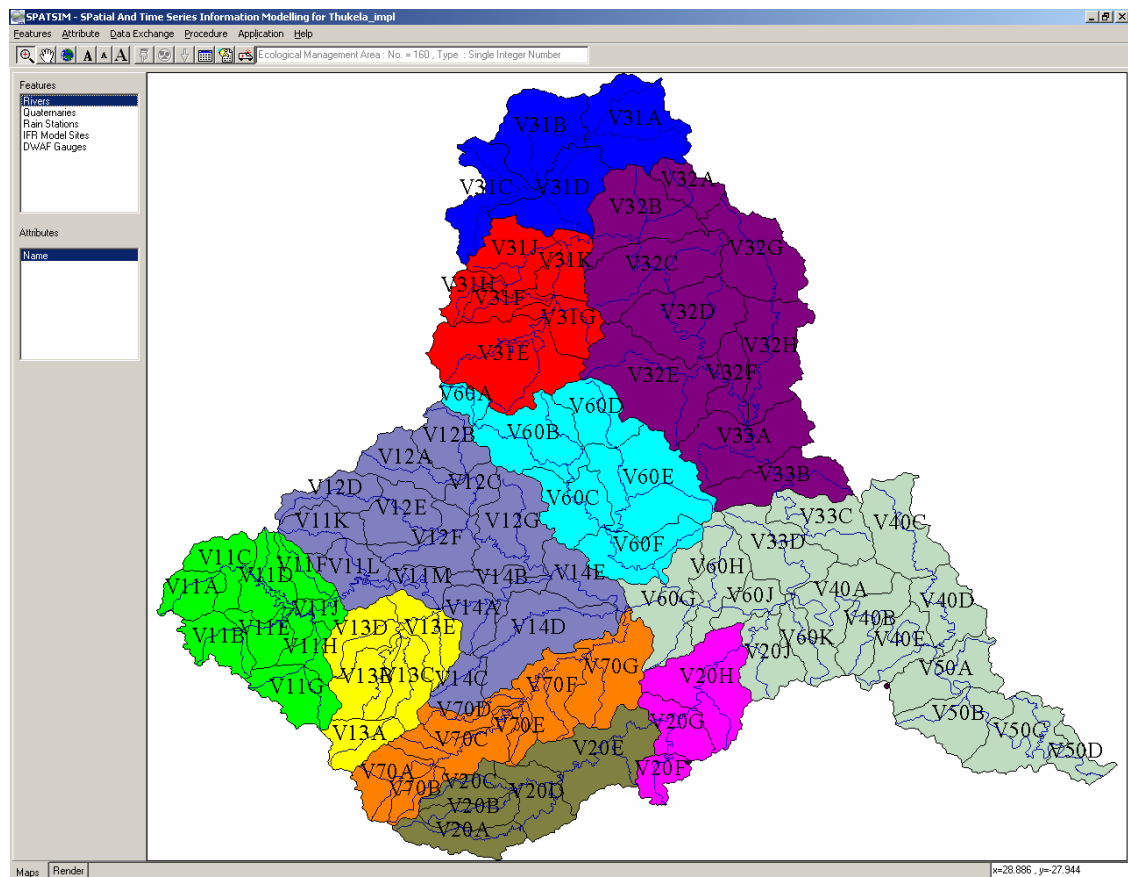 SPATSIM - SPatial And Time Series Information Modelling for Thukela_impl
Features Attribute Data Exchange Procedure Application Help
A A A Ecological Management Area : No. = 160 , Type : Single Integer Number
Features
Rivers
Quaternaries
Rain Stations
IFR Model Sites
DWAF Gauges
Attributes
Name
V31B V31A
V31C V31D V32A
V32B
V31J V31K V32G
V32C
V31H V31F
V31G V32D
V31E V32H
V32E V32F
V60A V60D
V12B V60B V33A
V12A V33B
V12D V12C V60E
V12E V60C V33C
V11K V12G V40C
V12F V60F V33D
V11C V11F V11L V60H
V11A V11D V11M V14B V14E
V11J V14A V60G V60J V40A V40D
V11B V11E V13D V13E V14D V40B
V11H V20J V60K V40E
V13B V13C V14C V70G V20H V50A
V11G V70F
V70D V50B
V13A V70C V70E V20G V50C
V20E V50D
V70A V20F
V70B V20C V20D
V20B
V20A
Maps Render x=28.886 , y=-27.944